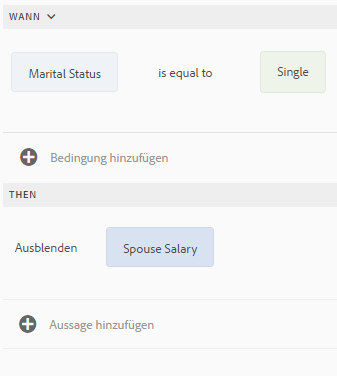 WANN
Marital Status is equal to Single
Bedingung hinzufügen
THEN
Ausblenden Spouse Salary
Aussage hinzufügen